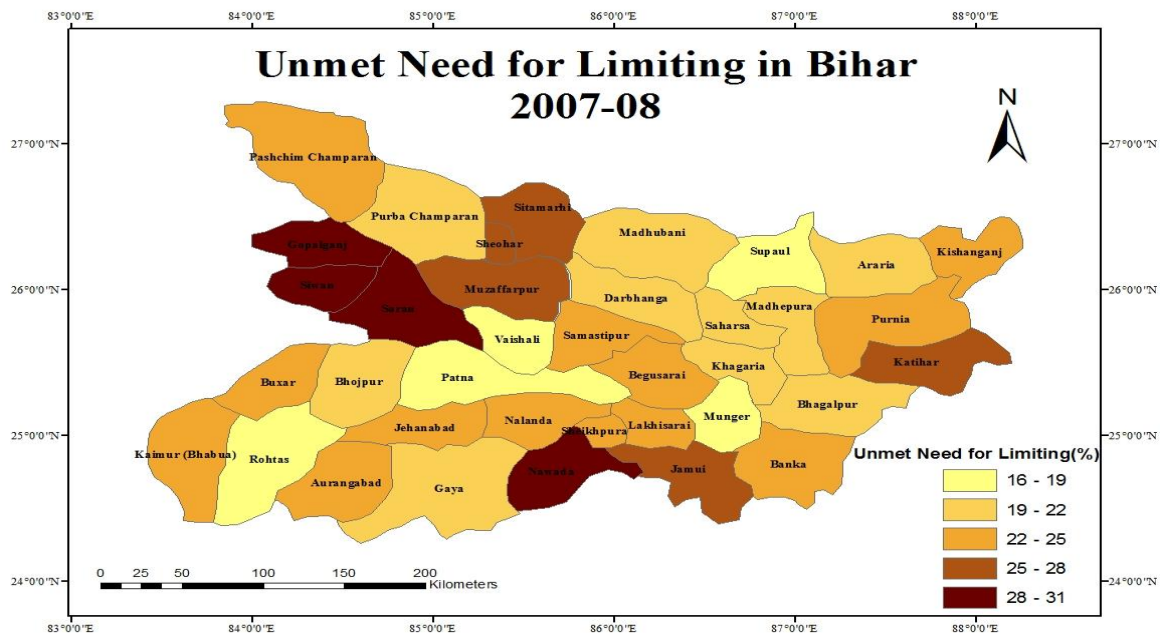 83°0'0"E 84°0'0"E 85°0'0"E 86°0'0"E 87°0'0"E 88°0'0"E
Unmet Need for Limiting in Bihar
2007-08
N
27°0'0"N 27°0'0"N
Pashchim Champaran
Purba Champaran
Sitamarhi
Gopalganj
Sheohar
Madhubani
Supaul
Araria
Kishanganj
26°0'0"N 26°0'0"N
Siwan
Saran
Muzaffarpur
Darbhanga
Madhepura
Saharsa
Purnia
Vaishali
Samastipur
Khagaria
Katihar
Buxar
Bhojpur
Patna
Begusarai
Bhagalpur
Munger
25°0'0"N 25°0'0"N
Jehanabad
Nalanda
Shaikhpura
Lakhisarai
Kaimur (Bhabua)
Rohtas
Aurangabad
Gaya
Nawada
Jamui
Banka
Unmet Need for Limiting(%)
16 - 19
19 - 22
22 - 25
25 - 28
28 - 31
0 25 50 100 150 200
Kilometers
24°0'0"N 24°0'0"N
83°0'0"E 84°0'0"E 85°0'0"E 86°0'0"E 87°0'0"E 88°0'0"E